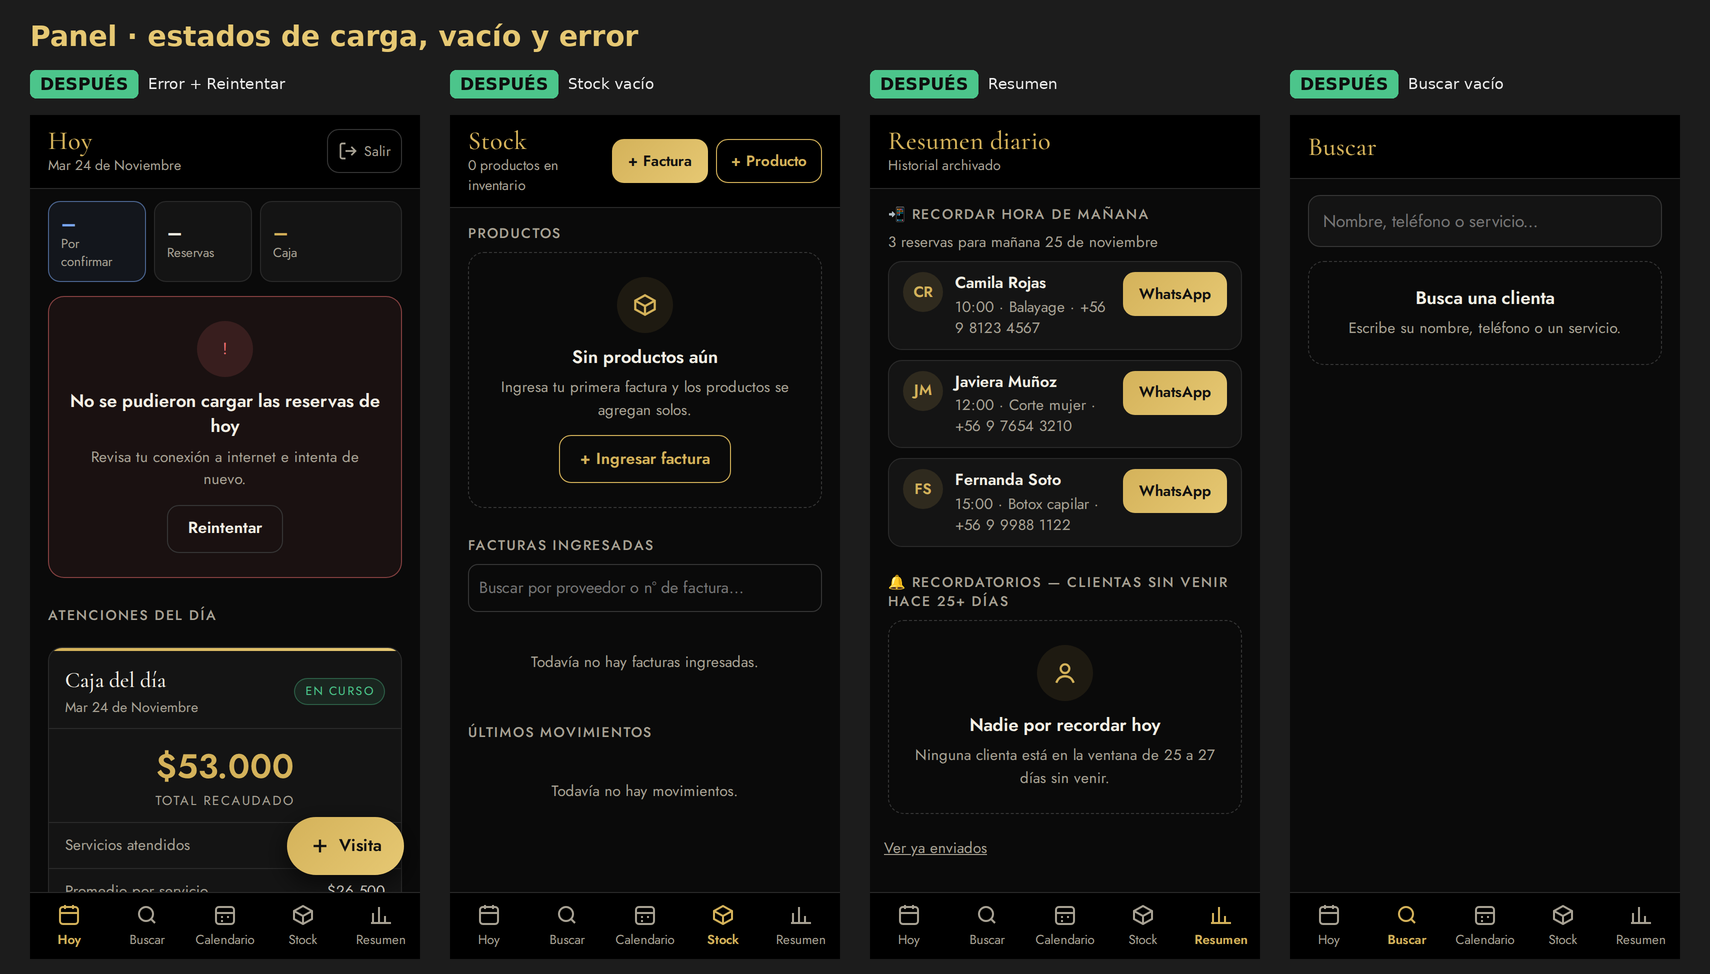 Panel · estados de carga, vacío y error
DESPUÉS Error + Reintentar
Hoy
Mar 24 de Noviembre
Salir
–
Por
confirmar
–
Reservas
–
Caja
!
No se pudieron cargar las reservas de
hoy
Revisa tu conexión a internet e intenta de
nuevo.
Reintentar
ATENCIONES DEL DÍA
Caja del día
Mar 24 de Noviembre
EN CURSO
$53.000
TOTAL RECAUDADO
Servicios atendidos
+ Visita
Promedio por servicio $26.500
Hoy Buscar Calendario Stock Resumen
DESPUÉS Stock vacío
Stock
0 productos en
inventario
+ Factura
+ Producto
PRODUCTOS
Sin productos aún
Ingresa tu primera factura y los productos se
agregan solos.
+ Ingresar factura
FACTURAS INGRESADAS
Buscar por proveedor o n° de factura...
Todavía no hay facturas ingresadas.
ÚLTIMOS MOVIMIENTOS
Todavía no hay movimientos.
Hoy Buscar Calendario Stock Resumen
DESPUÉS Resumen
Resumen diario
Historial archivado
📲 RECORDAR HORA DE MAÑANA
3 reservas para mañana 25 de noviembre
CR
Camila Rojas
10:00 · Balayage · +56
9 8123 4567
WhatsApp
JM
Javiera Muñoz
12:00 · Corte mujer ·
+56 9 7654 3210
WhatsApp
FS
Fernanda Soto
15:00 · Botox capilar ·
+56 9 9988 1122
WhatsApp
🔔 RECORDATORIOS — CLIENTAS SIN VENIR
HACE 25+ DÍAS
Nadie por recordar hoy
Ninguna clienta está en la ventana de 25 a 27
días sin venir.
Ver ya enviados
Hoy Buscar Calendario Stock Resumen
DESPUÉS Buscar vacío
Buscar
Nombre, teléfono o servicio...
Busca una clienta
Escribe su nombre, teléfono o un servicio.
Hoy Buscar Calendario Stock Resumen